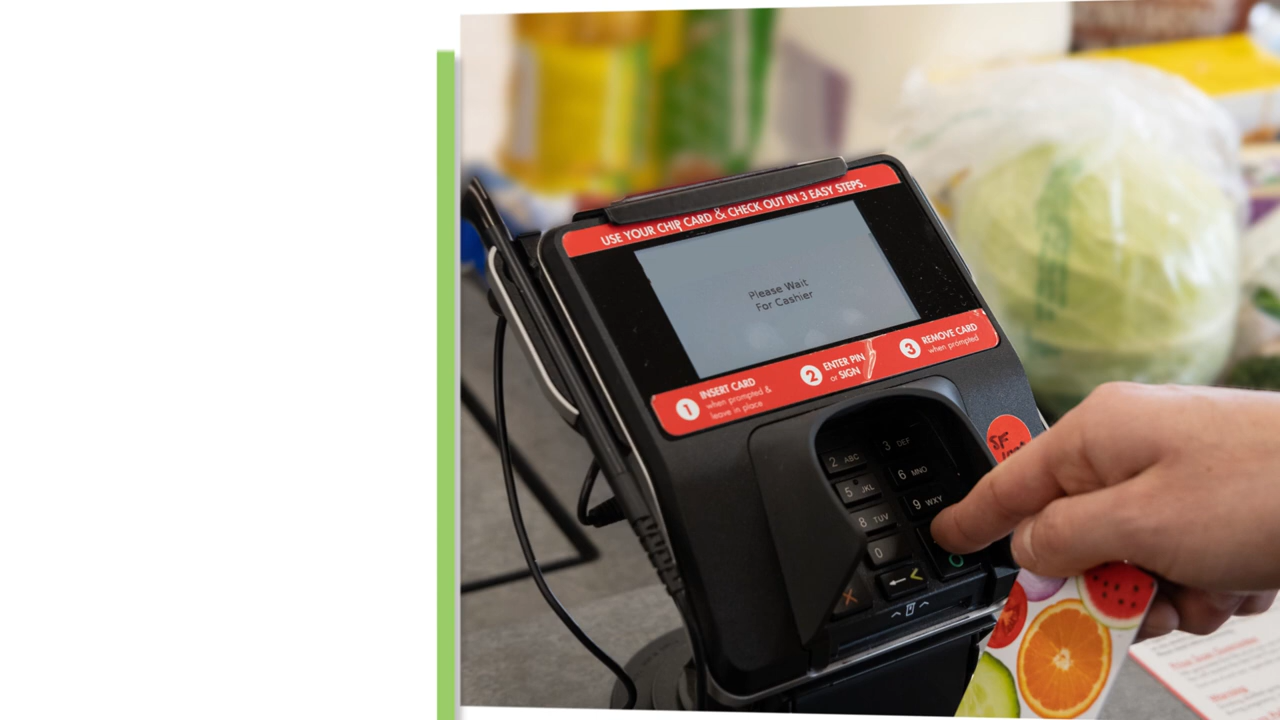 USE YOUR CHIP CARD & CHECK OUT IN 3 EASY STEPS.
Please Wait
For Cashier
1 INSERT CARD
when prompted &
leave in place
2 ENTER PIN
or SIGN
3 REMOVE CARD
when prompted
SF
2 ABC
3 DEF
5 JKL
6 MNO
8 TUV
9 WXY
0